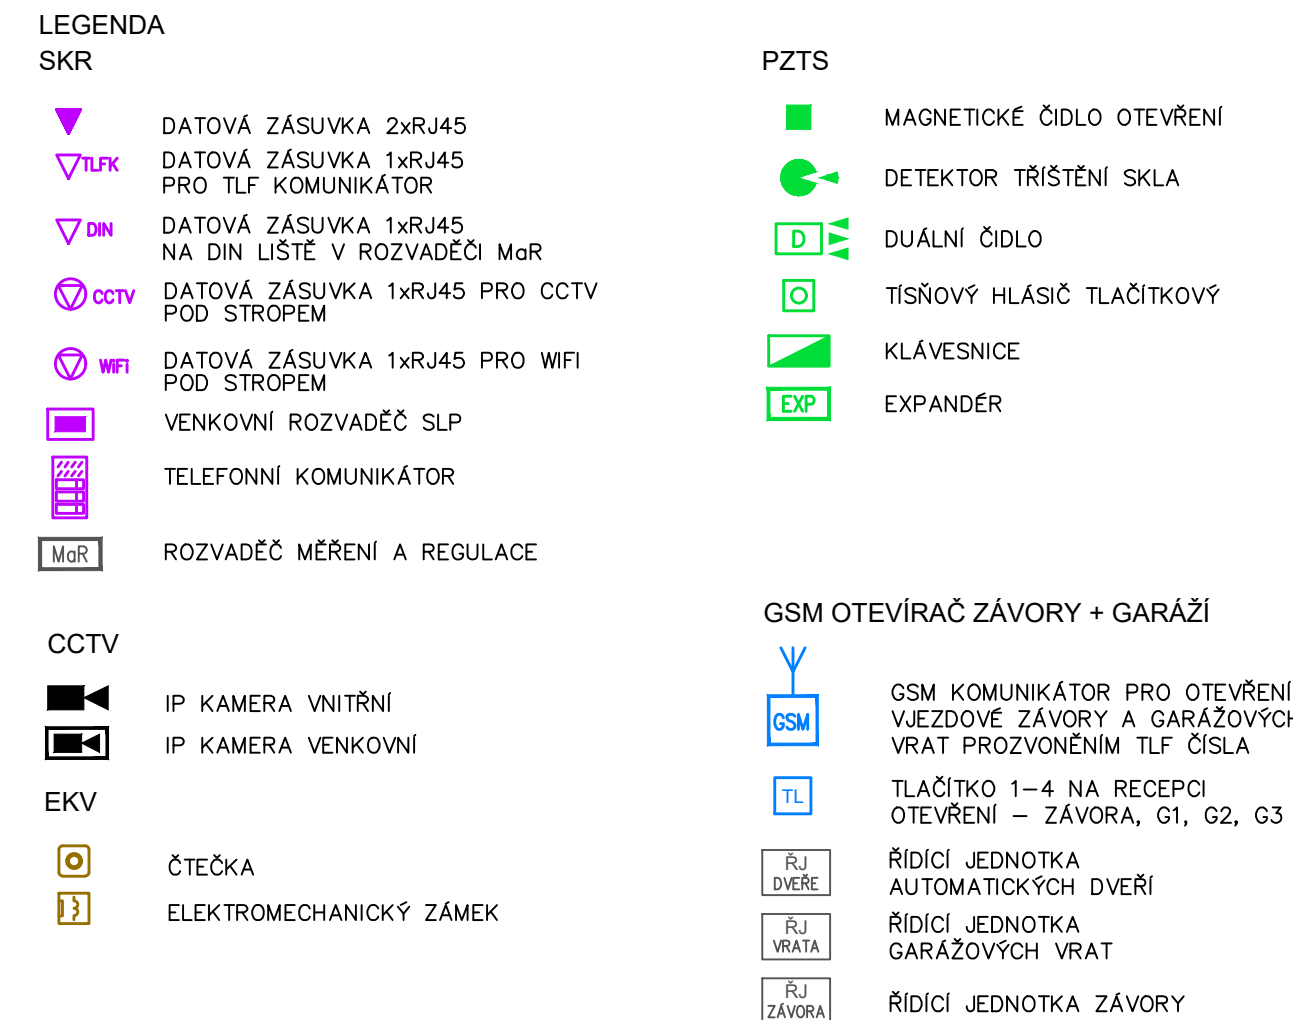 LEGENDA
SKR
DATOVÁ ZÁSUVKA 2xRJ45
TLFK
DATOVÁ ZÁSUVKA 1xRJ45
PRO TLF KOMUNIKÁTOR
DIN
DATOVÁ ZÁSUVKA 1xRJ45
NA DIN LIŠTĚ V ROZVADĚČI MaR
CCTV
DATOVÁ ZÁSUVKA 1xRJ45 PRO CCTV
POD STROPEM
WiFi
DATOVÁ ZÁSUVKA 1xRJ45 PRO WIFI
POD STROPEM
VENKOVNÍ ROZVADĚČ SLP
TELEFONNÍ KOMUNIKÁTOR
MaR
ROZVADĚČ MĚŘENÍ A REGULACE
CCTV
IP KAMERA VNITŘNÍ
IP KAMERA VENKOVNÍ
EKV
ČTEČKA
ELEKTROMECHANICKÝ ZÁMEK
PZTS
MAGNETICKÉ ČIDLO OTEVŘENÍ
DETEKTOR TŘÍŠTĚNÍ SKLA
D
DUÁLNÍ ČIDLO
TÍSŇOVÝ HLÁSIČ TLAČÍTKOVÝ
KLÁVESNICE
EXP
EXPANDÉR
GSM OTEVÍRAČ ZÁVORY + GARÁŽÍ
GSM
GSM KOMUNIKÁTOR PRO OTEVŘENÍ
VJEZDOVÉ ZÁVORY A GARÁŽOVÝCH
VRAT PROZVONĚNÍM TLF ČÍSLA
TL
TLAČÍTKO 1–4 NA RECEPCI
OTEVŘENÍ – ZÁVORA, G1, G2, G3
ŘJ
DVEŘE
ŘÍDÍCÍ JEDNOTKA
AUTOMATICKÝCH DVEŘÍ
ŘJ
VRATA
ŘÍDÍCÍ JEDNOTKA
GARÁŽOVÝCH VRAT
ŘJ
ZÁVORA
ŘÍDÍCÍ JEDNOTKA ZÁVORY